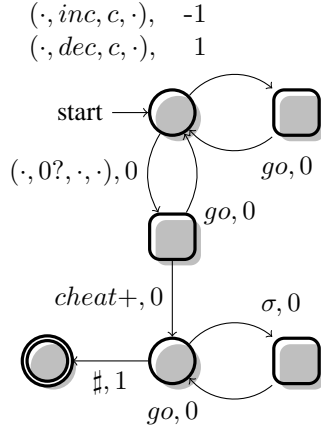 (·, inc, c, ·), -1
(·, dec, c, ·), 1
start
go, 0
(·, 0?, ·, ·), 0
go, 0
cheat+, 0
σ, 0
♯, 1
go, 0